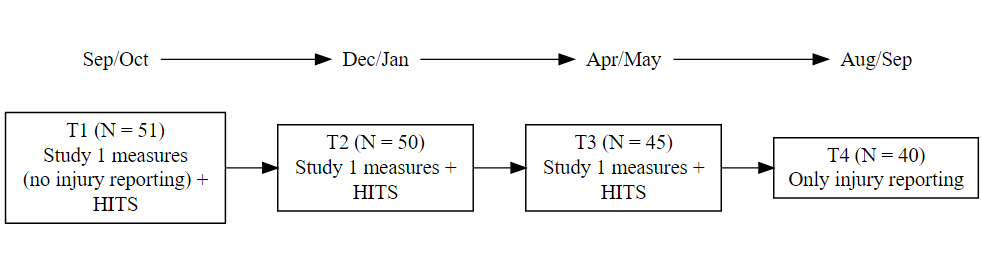 Sep/Oct
Dec/Jan
Apr/May
Aug/Sep
T1 (N = 51)
Study 1 measures
(no injury reporting) +
HITS
T2 (N = 50)
Study 1 measures +
HITS
T3 (N = 45)
Study 1 measures +
HITS
T4 (N = 40)
Only injury reporting